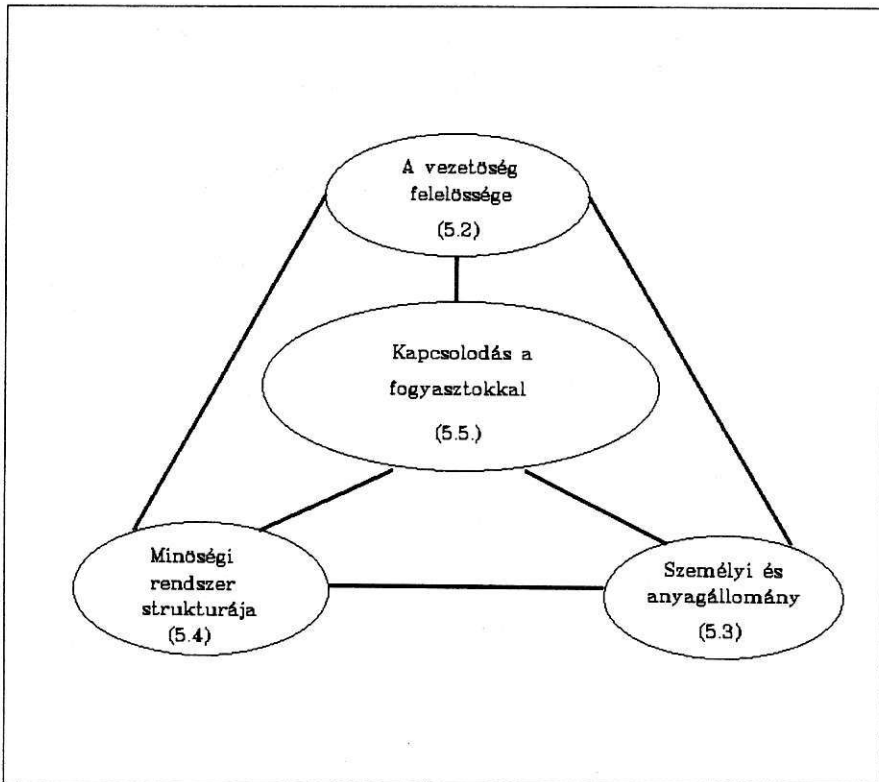 A vezetöség
felelössége
(5.2)
Kapcsolodás a
fogyasztokkal
(5.5.)
Minöségi
rendszer
strukturája
(5.4)
Személyi és
anyagállomány
(5.3)